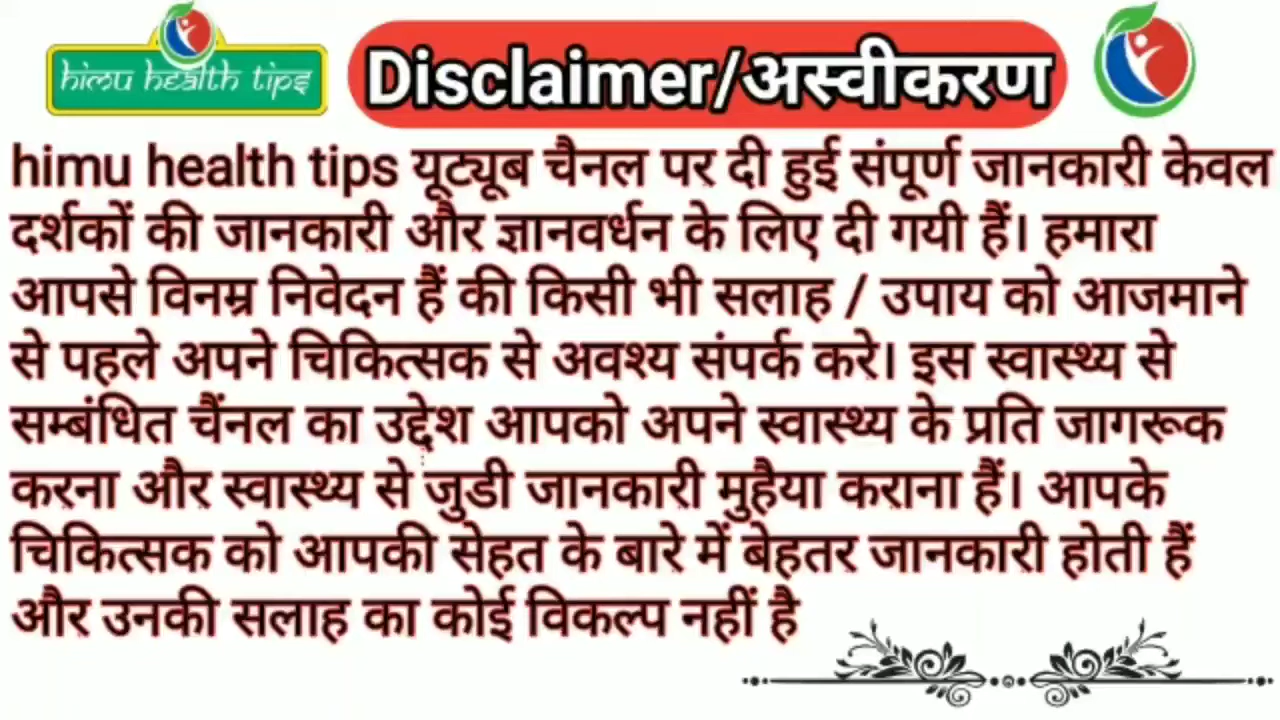 himu health tips
Disclaimer/अस्वीकरण
himu health tips यूट्यूब चैनल पर दी हुई संपूर्ण जानकारी केवल
दर्शकों की जानकारी और ज्ञानवर्धन के लिए दी गयी हैं। हमारा
आपसे विनम्र निवेदन हैं की किसी भी सलाह / उपाय को आजमाने
से पहले अपने चिकित्सक से अवश्य संपर्क करे। इस स्वास्थ्य से
सम्बंधित चैंनल का उद्देश आपको अपने स्वास्थ्य के प्रति जागरूक
करना और स्वास्थ्य से जुडी जानकारी मुहैया कराना हैं। आपके
चिकित्सक को आपकी सेहत के बारे में बेहतर जानकारी होती हैं
और उनकी सलाह का कोई विकल्प नहीं है